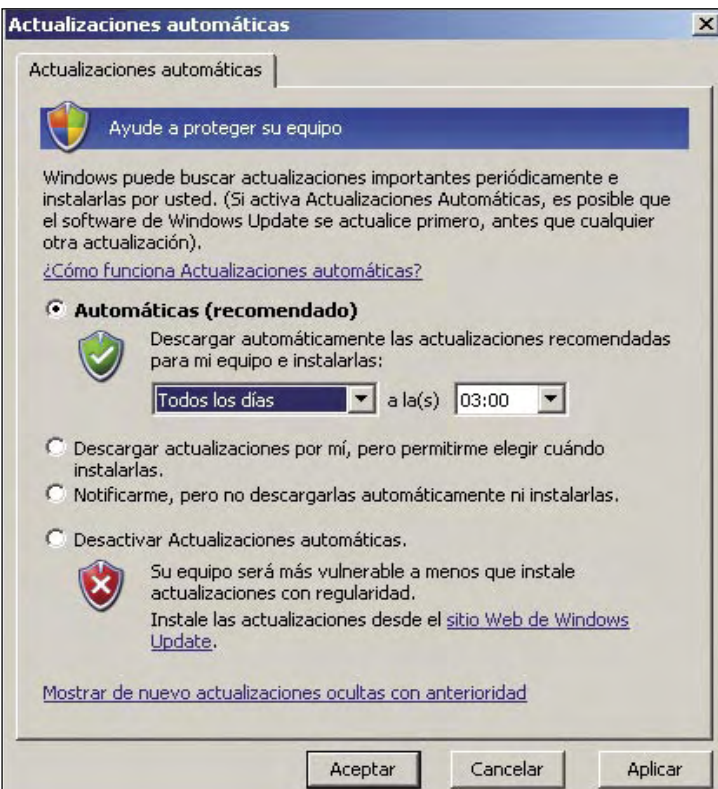 Actualizaciones automáticas
Actualizaciones automáticas
Ayude a proteger su equipo
Windows puede buscar actualizaciones importantes periódicamente e
instalarlas por usted. (Si activa Actualizaciones Automáticas, es posible que
el software de Windows Update se actualice primero, antes que cualquier
otra actualización).
¿Cómo funciona Actualizaciones automáticas?
Automáticas (recomendado)
Descargar automáticamente las actualizaciones recomendadas
para mi equipo e instalarlas:
Todos los días a la(s) 03:00
Descargar actualizaciones por mí, pero permitirme elegir cuándo
instalarlas.
Notificarme, pero no descargarlas automáticamente ni instalarlas.
Desactivar Actualizaciones automáticas.
Su equipo será más vulnerable a menos que instale
actualizaciones con regularidad.
Instale las actualizaciones desde el sitio Web de Windows
Update.
Mostrar de nuevo actualizaciones ocultas con anterioridad
Aceptar Cancelar Aplicar